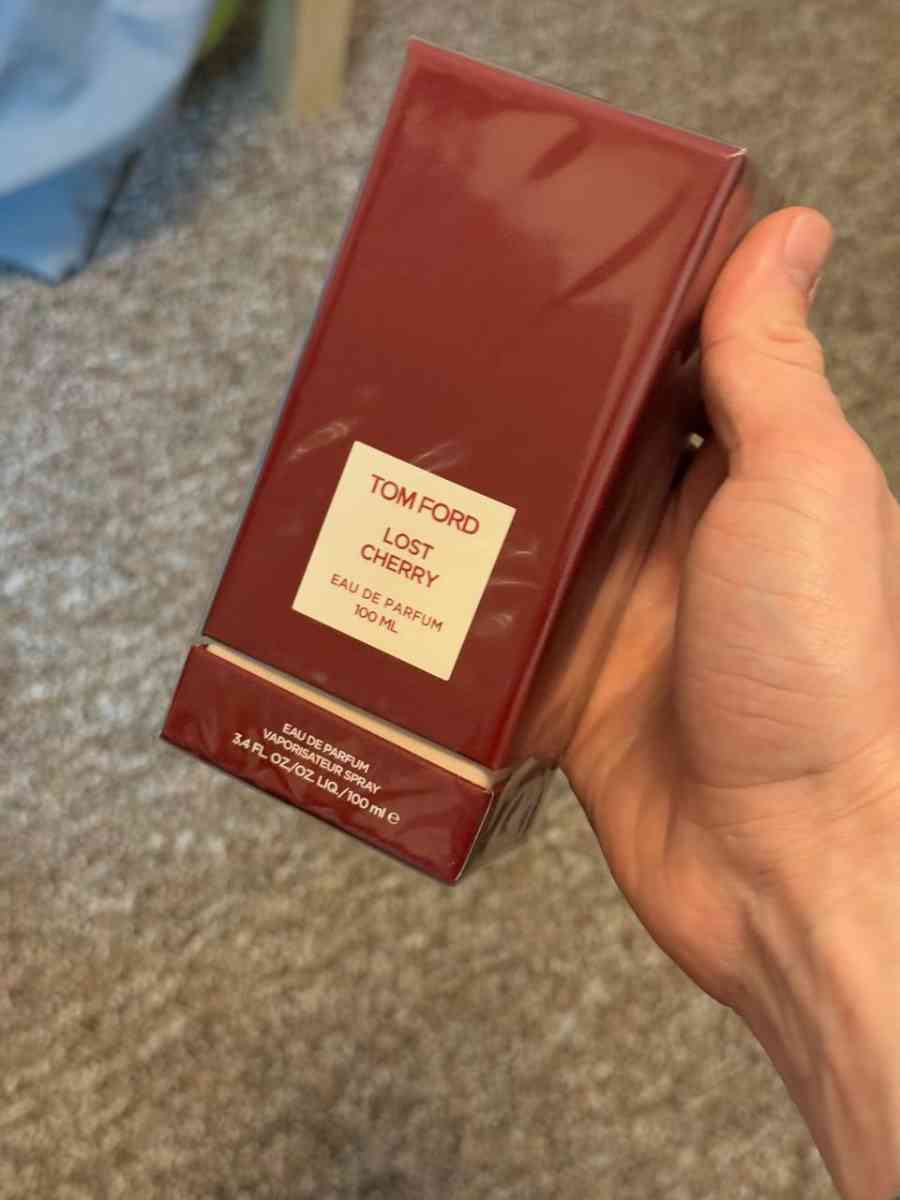 TOM FORD
LOST
CHERRY
EAU DE PARFUM
100 ML
EAU DE PARFUM
VAPORISATEUR SPRAY
3.4 FL. OZ./OZ. LIQ. / 100 ml ℮